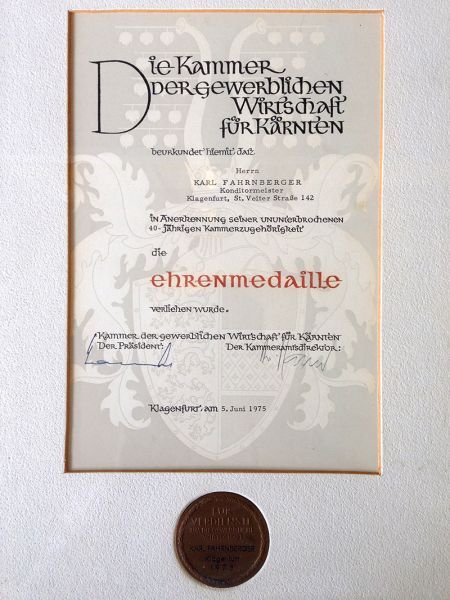 Die Kammer
der gewerblichen
Wirtschaft
für Kärnten
beurkundet hiemit, daß
Herrn
KARL FAHRNBERGER
Konditormeister
Klagenfurt, St. Veiter Straße 142
in Anerkennung seiner ununterbrochenen
40-jährigen Kammerzugehörigkeit
die
ehrenmedaille
verliehen wurde.
Kammer der gewerblichen Wirtschaft für Kärnten
Der Präsident: Der Kammeramtsdirektor:
Klagenfurt, am 5. Juni 1975
FÜR
VERDIENSTE
KARL FAHRNBERGER
Klagenfurt